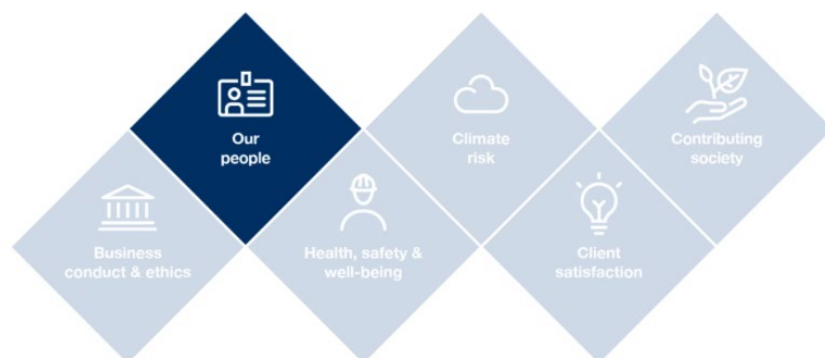 Our
people
Climate
risk
Contributing
society
Business
conduct & ethics
Health, safety &
well-being
Client
satisfaction